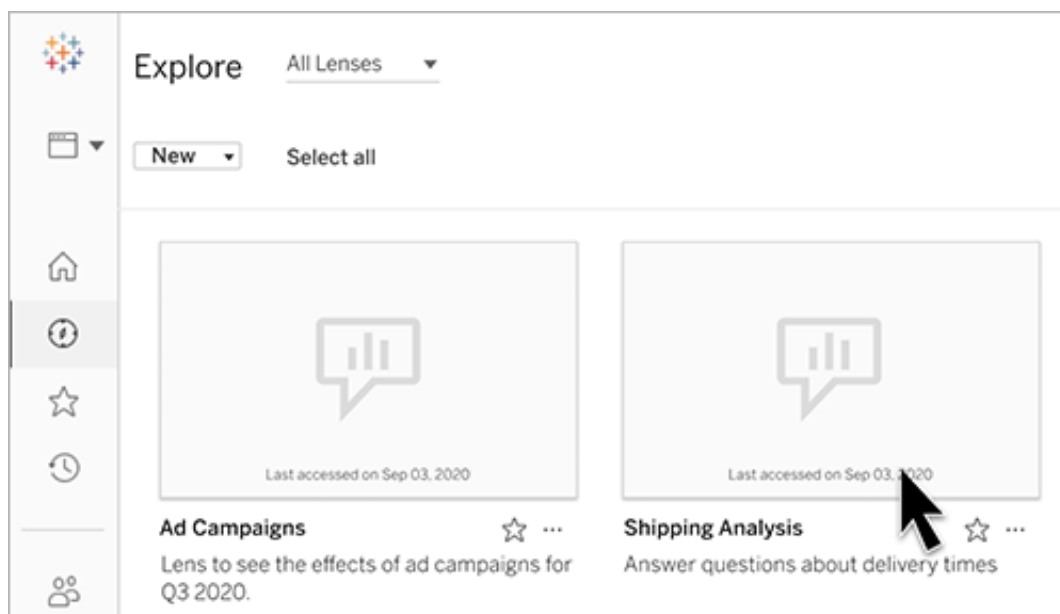 Explore
All Lenses
New
Select all
Last accessed on Sep 03, 2020
Last accessed on Sep 03, 2020
Ad Campaigns
Shipping Analysis
Lens to see the effects of ad campaigns for
Q3 2020.
Answer questions about delivery times